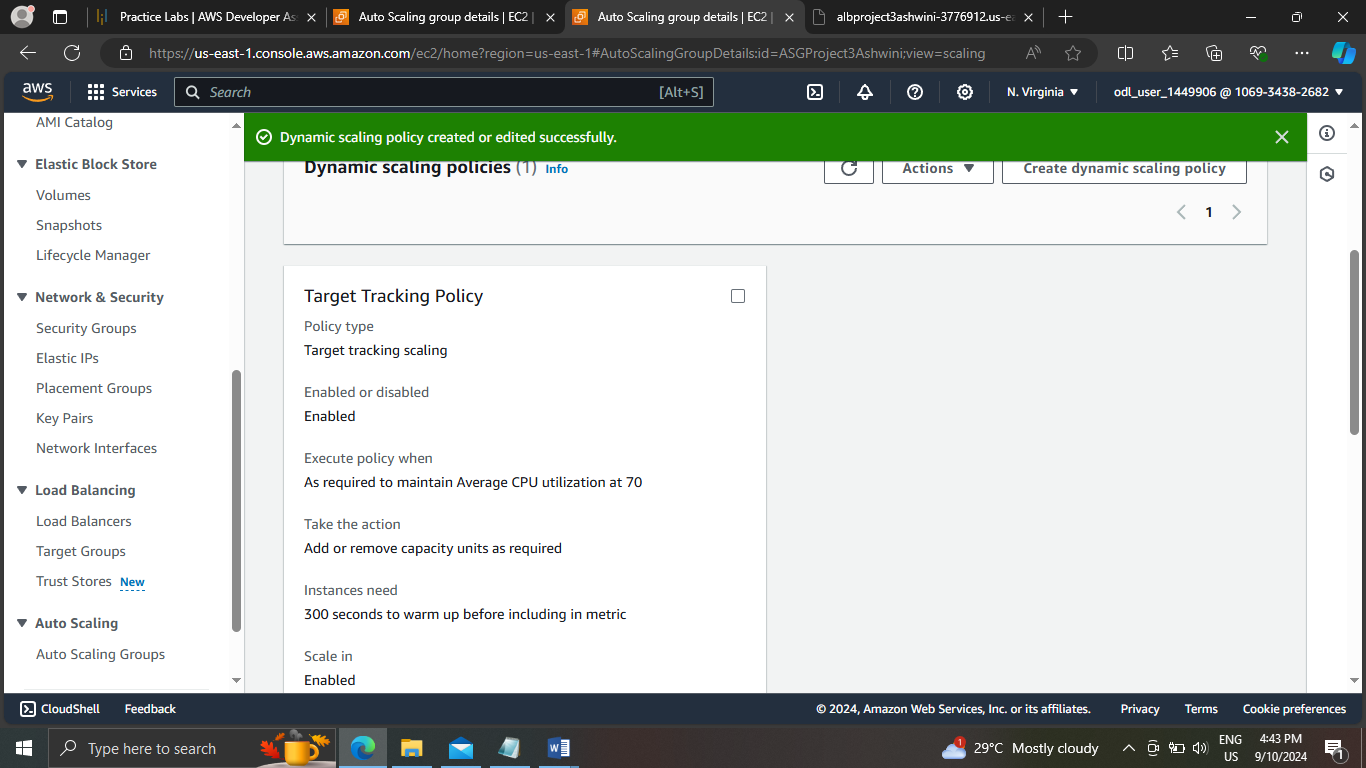 Practice Labs | AWS Developer As
Auto Scaling group details | EC2 |
Auto Scaling group details | EC2 |
albproject3ashwini-3776912.us-ea
https://us-east-1.console.aws.amazon.com/ec2/home?region=us-east-1#AutoScalingGroupDetails:id=ASGProject3Ashwini;view=scaling
aws
Services
Search
[Alt+S]
N. Virginia
odl_user_1449906 @ 1069-3438-2682
AMI Catalog
Elastic Block Store
Volumes
Snapshots
Lifecycle Manager
Network & Security
Security Groups
Elastic IPs
Placement Groups
Key Pairs
Network Interfaces
Load Balancing
Load Balancers
Target Groups
Trust Stores New
Auto Scaling
Auto Scaling Groups
Dynamic scaling policy created or edited successfully.
Dynamic scaling policies (1) Info
Actions
Create dynamic scaling policy
1
Target Tracking Policy
Policy type
Target tracking scaling
Enabled or disabled
Enabled
Execute policy when
As required to maintain Average CPU utilization at 70
Take the action
Add or remove capacity units as required
Instances need
300 seconds to warm up before including in metric
Scale in
Enabled
CloudShell
Feedback
© 2024, Amazon Web Services, Inc. or its affiliates.
Privacy
Terms
Cookie preferences
Type here to search
1
29°C Mostly cloudy
ENG
US
4:43 PM
9/10/2024
1